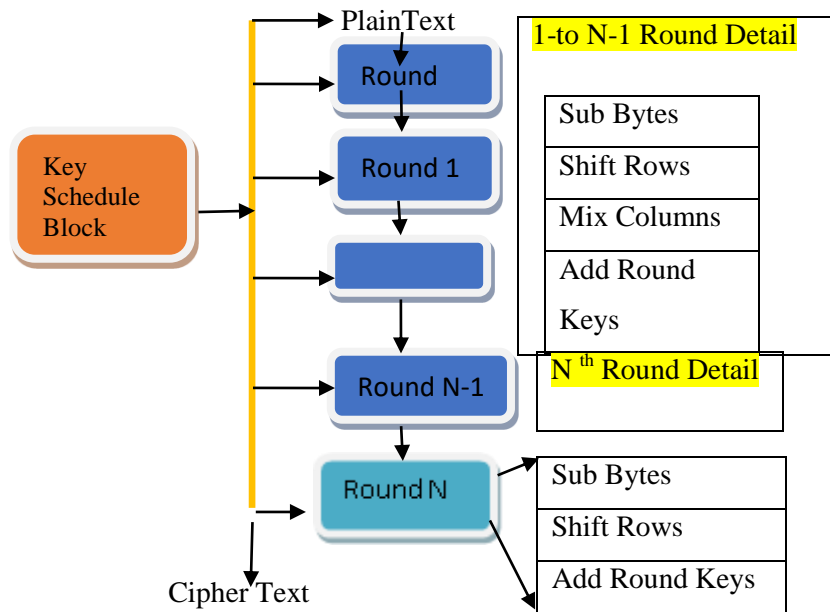 PlainText
Round
Round 1
Round N-1
Round N
Key
Schedule
Block
Cipher Text
1-to N-1 Round Detail
Sub Bytes
Shift Rows
Mix Columns
Add Round
Keys
N th Round Detail
Sub Bytes
Shift Rows
Add Round Keys